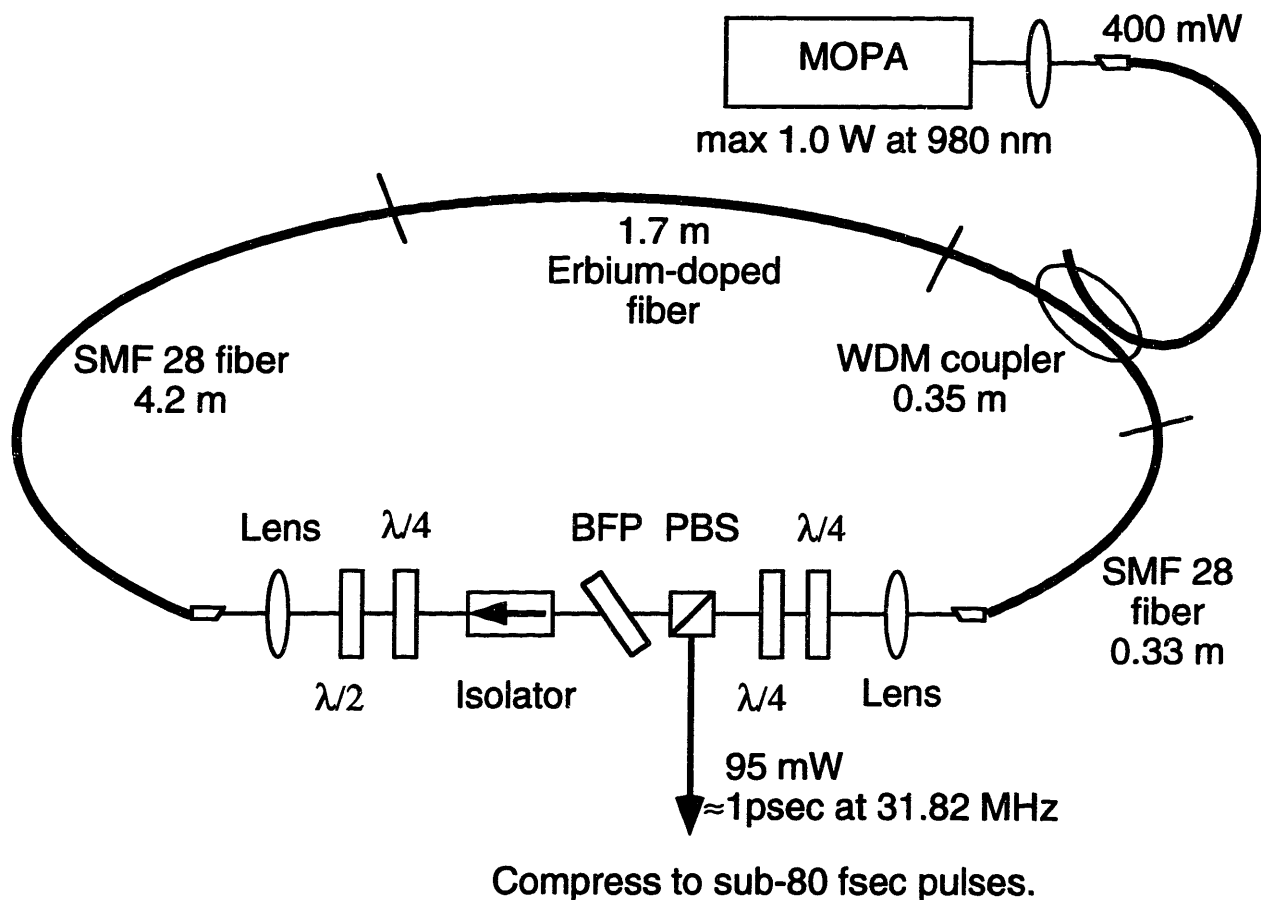 MOPA
400 mW
max 1.0 W at 980 nm
1.7 m
Erbium-doped
fiber
SMF 28 fiber
4.2 m
WDM coupler
0.35 m
Lens
λ/4
BFP
PBS
λ/4
SMF 28
fiber
0.33 m
λ/2
Isolator
λ/4
Lens
95 mW
≈1psec at 31.82 MHz
Compress to sub-80 fsec pulses.